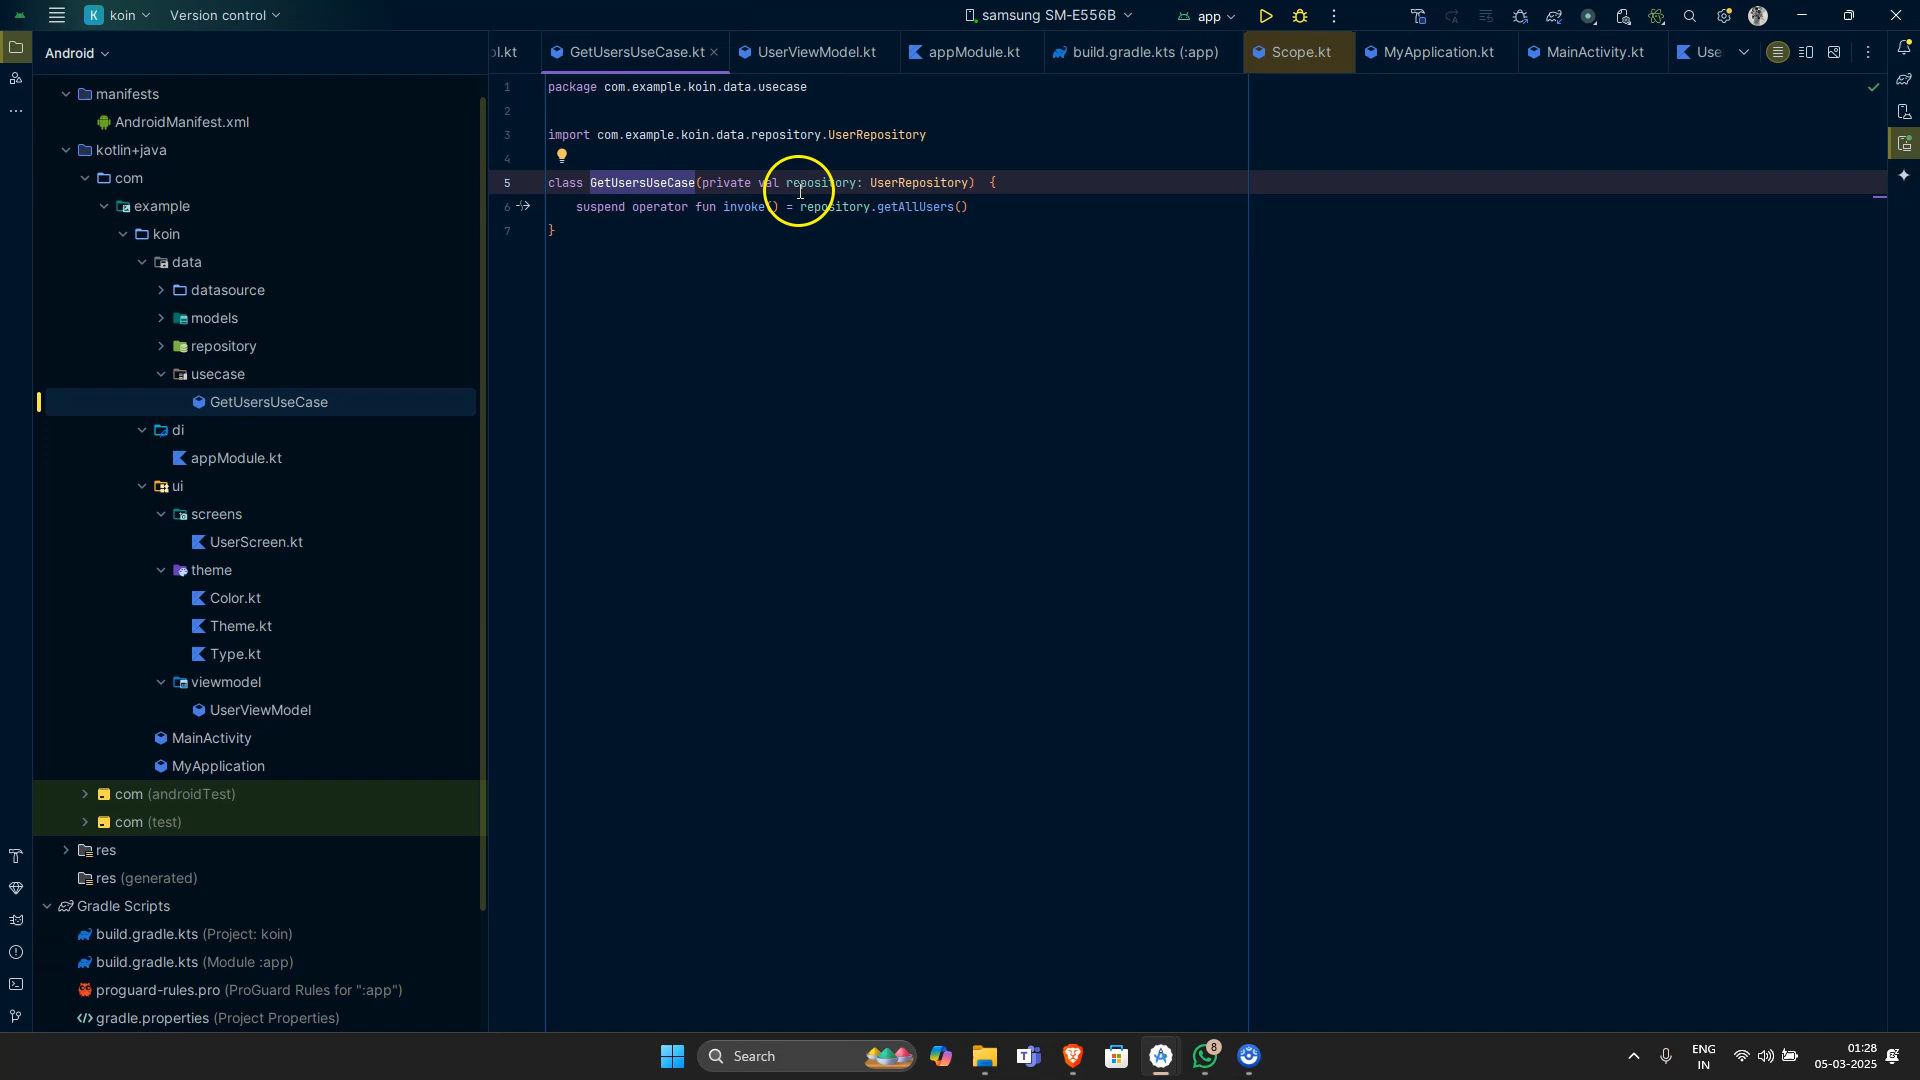 koin
Version control
samsung SM-E556B
app
Android
ol.kt
GetUsersUseCase.kt
UserViewModel.kt
appModule.kt
build.gradle.kts (:app)
Scope.kt
MyApplication.kt
MainActivity.kt
Use
manifests
AndroidManifest.xml
kotlin+java
com
example
koin
data
datasource
models
repository
usecase
GetUsersUseCase
di
appModule.kt
ui
screens
UserScreen.kt
theme
Color.kt
Theme.kt
Type.kt
viewmodel
UserViewModel
MainActivity
MyApplication
com (androidTest)
com (test)
res
res (generated)
Gradle Scripts
build.gradle.kts (Project: koin)
build.gradle.kts (Module :app)
proguard-rules.pro (ProGuard Rules for ":app")
gradle.properties (Project Properties)
1 package com.example.koin.data.usecase
2
3 import com.example.koin.data.repository.UserRepository
4
5 class GetUsersUseCase(private val repository: UserRepository) {
6 suspend operator fun invoke() = repository.getAllUsers()
7 }
Search
8
ENG
IN
01:28
05-03-2025